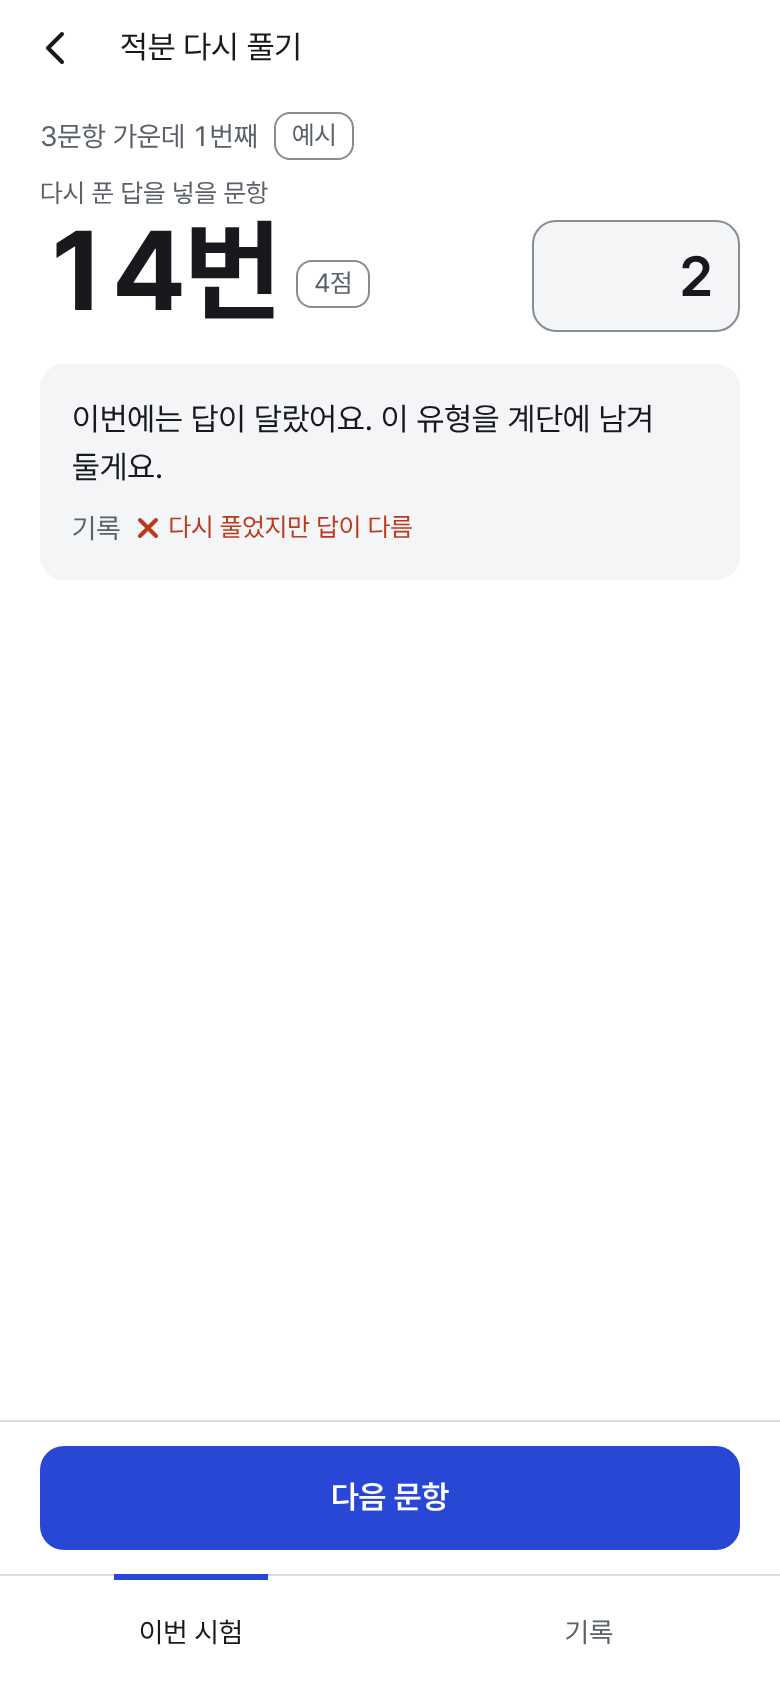 적분 다시 풀기
3문항 가운데 1번째 예시
다시 푼 답을 넣을 문항
14번 4점 2
이번에는 답이 달랐어요. 이 유형을 계단에 남겨
둘게요.
기록 다시 풀었지만 답이 다름
다음 문항
이번 시험 기록